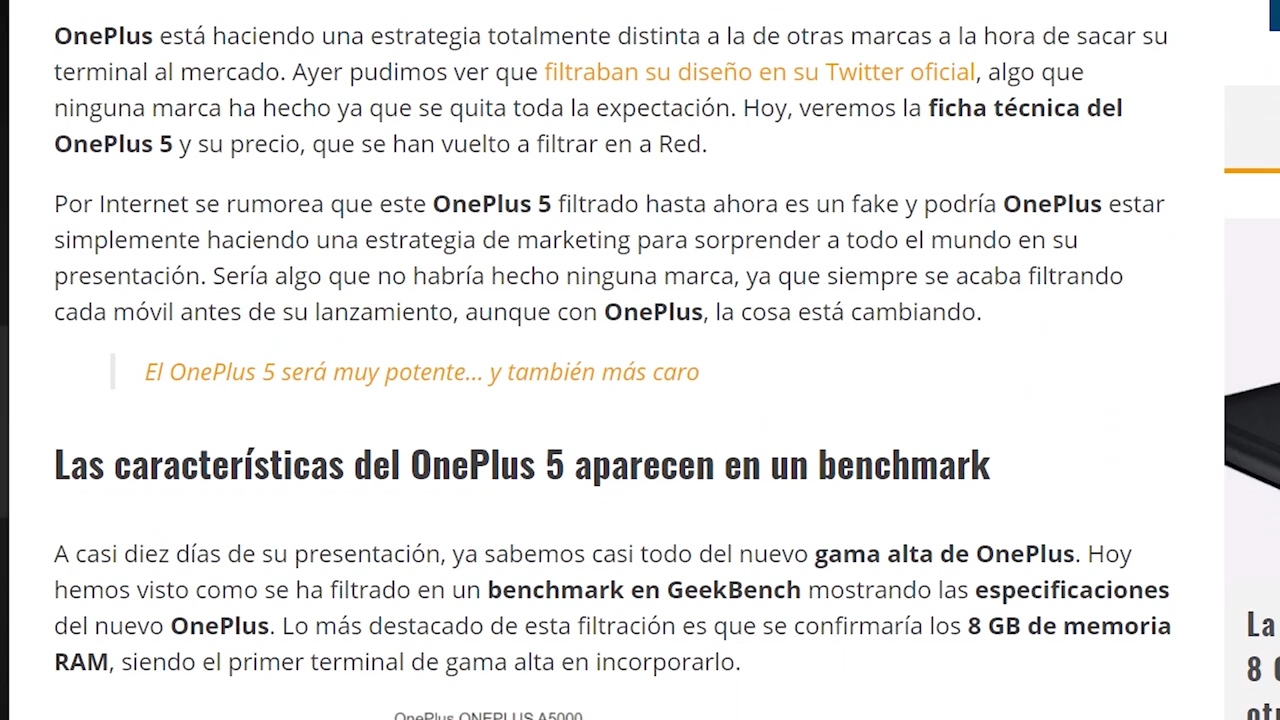 OnePlus está haciendo una estrategia totalmente distinta a la de otras marcas a la hora de sacar su
terminal al mercado. Ayer pudimos ver que filtraban su diseño en su Twitter oficial, algo que
ninguna marca ha hecho ya que se quita toda la expectación. Hoy, veremos la ficha técnica del
OnePlus 5 y su precio, que se han vuelto a filtrar en a Red.
Por Internet se rumorea que este OnePlus 5 filtrado hasta ahora es un fake y podría OnePlus estar
simplemente haciendo una estrategia de marketing para sorprender a todo el mundo en su
presentación. Sería algo que no habría hecho ninguna marca, ya que siempre se acaba filtrando
cada móvil antes de su lanzamiento, aunque con OnePlus, la cosa está cambiando.
El OnePlus 5 será muy potente... y también más caro
Las características del OnePlus 5 aparecen en un benchmark
A casi diez días de su presentación, ya sabemos casi todo del nuevo gama alta de OnePlus. Hoy
hemos visto como se ha filtrado en un benchmark en GeekBench mostrando las especificaciones
del nuevo OnePlus. Lo más destacado de esta filtración es que se confirmaría los 8 GB de memoria
RAM, siendo el primer terminal de gama alta en incorporarlo.
OnePlus ONEPLUS A5000
La
8